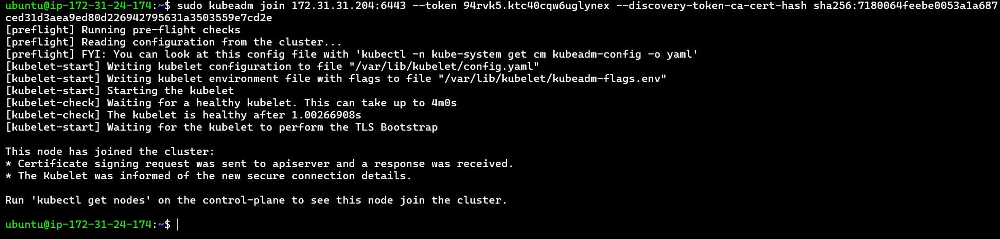 ubuntu@ip-172-31-24-174:~$ sudo kubeadm join 172.31.31.204:6443 --token 94rvk5.ktc40cqw6uglynex --discovery-token-ca-cert-hash sha256:7180064feebe0053a1a687
ced31d3aea9ed80d226942795631a3503559e7cd2e
[preflight] Running pre-flight checks
[preflight] Reading configuration from the cluster...
[preflight] FYI: You can look at this config file with 'kubectl -n kube-system get cm kubeadm-config -o yaml'
[kubelet-start] Writing kubelet configuration to file "/var/lib/kubelet/config.yaml"
[kubelet-start] Writing kubelet environment file with flags to file "/var/lib/kubelet/kubeadm-flags.env"
[kubelet-start] Starting the kubelet
[kubelet-check] Waiting for a healthy kubelet. This can take up to 4m0s
[kubelet-check] The kubelet is healthy after 1.00266908s
[kubelet-start] Waiting for the kubelet to perform the TLS Bootstrap

This node has joined the cluster:
* Certificate signing request was sent to apiserver and a response was received.
* The Kubelet was informed of the new secure connection details.

Run 'kubectl get nodes' on the control-plane to see this node join the cluster.

ubuntu@ip-172-31-24-174:~$